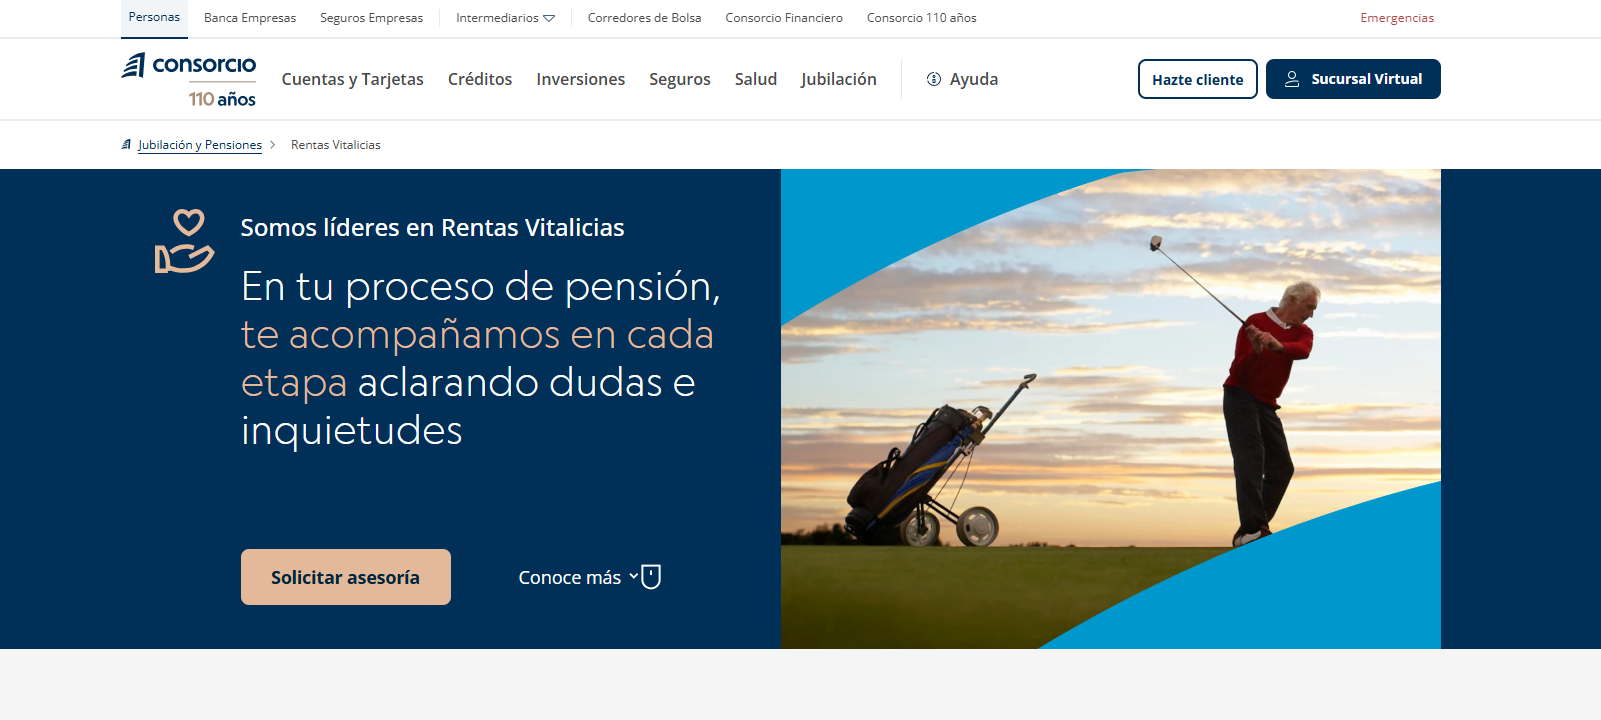 Personas
Banca Empresas
Seguros Empresas
Intermediarios
Corredores de Bolsa
Consorcio Financiero
Consorcio 110 años
Emergencias
consorcio
110 años
Cuentas y Tarjetas
Créditos
Inversiones
Seguros
Salud
Jubilación
Ayuda
Hazte cliente
Sucursal Virtual
Jubilación y Pensiones
Rentas Vitalicias
Somos líderes en Rentas Vitalicias
En tu proceso de pensión,
te acompañamos en cada
etapa aclarando dudas e
inquietudes
Solicitar asesoría
Conoce más